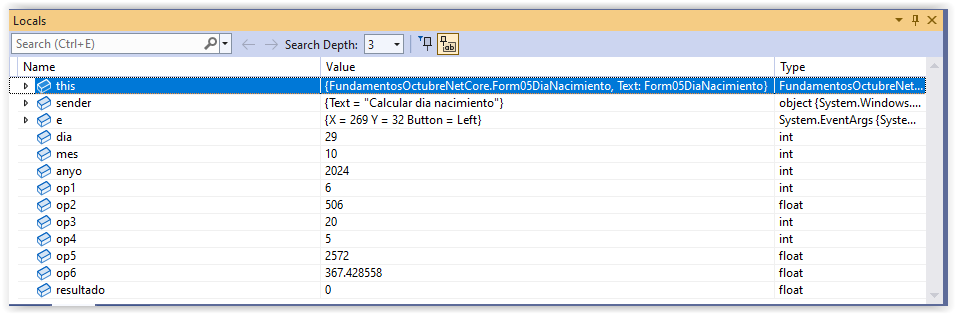 Locals
Search (Ctrl+E) Search Depth: 3
Name Value Type
this {FundamentosOctubreNetCore.Form05DiaNacimiento, Text: Form05DiaNacimiento} FundamentosOctubreNet...
sender {Text = "Calcular dia nacimiento"} object {System.Windows....
e {X = 269 Y = 32 Button = Left} System.EventArgs {Syste...
dia 29 int
mes 10 int
anyo 2024 int
op1 6 int
op2 506 float
op3 20 int
op4 5 int
op5 2572 float
op6 367.428558 float
resultado 0 float